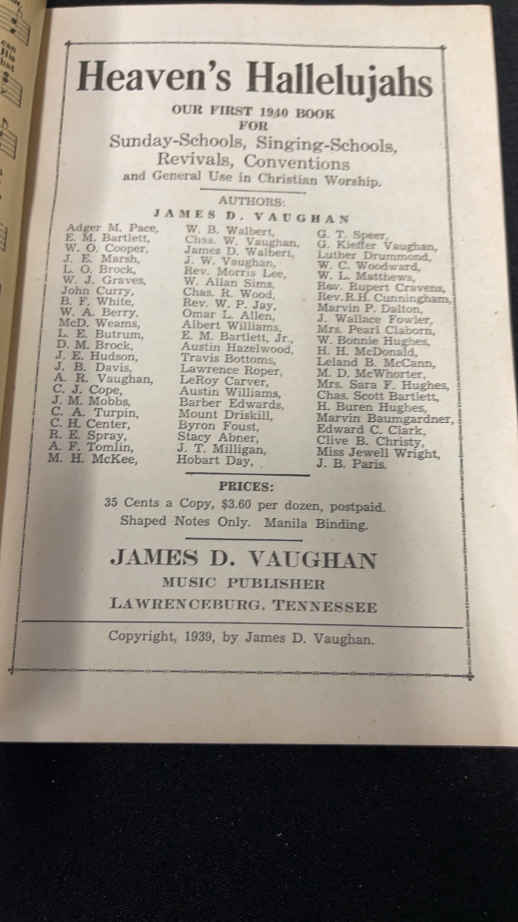 can
His
hat
Heaven's Hallelujahs
OUR FIRST 1940 BOOK
FOR
Sunday-Schools, Singing-Schools,
Revivals, Conventions
and General Use in Christian Worship.
AUTHORS:
JAMES D. VAUGHAN
Adger M. Pace,
E. M. Bartlett,
W. O. Cooper,
J. E. Marsh,
L. O. Brock,
W. J. Graves,
John Curry,
B. F. White,
W. A. Berry,
McD. Weams,
L. E. Butrum,
D. M. Brock,
J. E. Hudson,
J. B. Davis,
A. R. Vaughan,
C. J. Cope,
J. M. Mobbs,
C. A. Turpin,
C. H. Center,
R. E. Spray,
A. F. Tomlin,
M. H. McKee,
W. B. Walbert,
Chas. W. Vaughan,
James D. Walbert,
J. W. Vaughan,
Rev. Morris Lee,
W. Allan Sims,
Chas. R. Wood,
Rev. W. P. Jay,
Omar L. Allen,
Albert Williams,
E. M. Bartlett, Jr.,
Austin Hazelwood,
Travis Bottoms,
Lawrence Roper,
LeRoy Carver,
Austin Williams,
Barber Edwards,
Mount Driskill,
Byron Foust,
Stacy Abner,
J. T. Milligan,
Hobart Day,
G. T. Speer,
G. Kieffer Vaughan,
Luther Drummond,
W. C. Woodward,
W. L. Matthews,
Rev. Rupert Cravens,
Rev. R.H. Cunningham,
Marvin P. Dalton,
J. Wallace Fowler,
Mrs. Pearl Claborn,
W. Bonnie Hughes,
H. H. McDonald,
Leland B. McCann,
M. D. McWhorter,
Mrs. Sara F. Hughes,
Chas. Scott Bartlett,
H. Buren Hughes,
Marvin Baumgardner,
Edward C. Clark,
Clive B. Christy,
Miss Jewell Wright,
J. B. Paris.
PRICES:
35 Cents a Copy, $3.60 per dozen, postpaid.
Shaped Notes Only. Manila Binding.
JAMES D. VAUGHAN
MUSIC PUBLISHER
LAWRENCEBURG, TENNESSEE
Copyright, 1939, by James D. Vaughan.